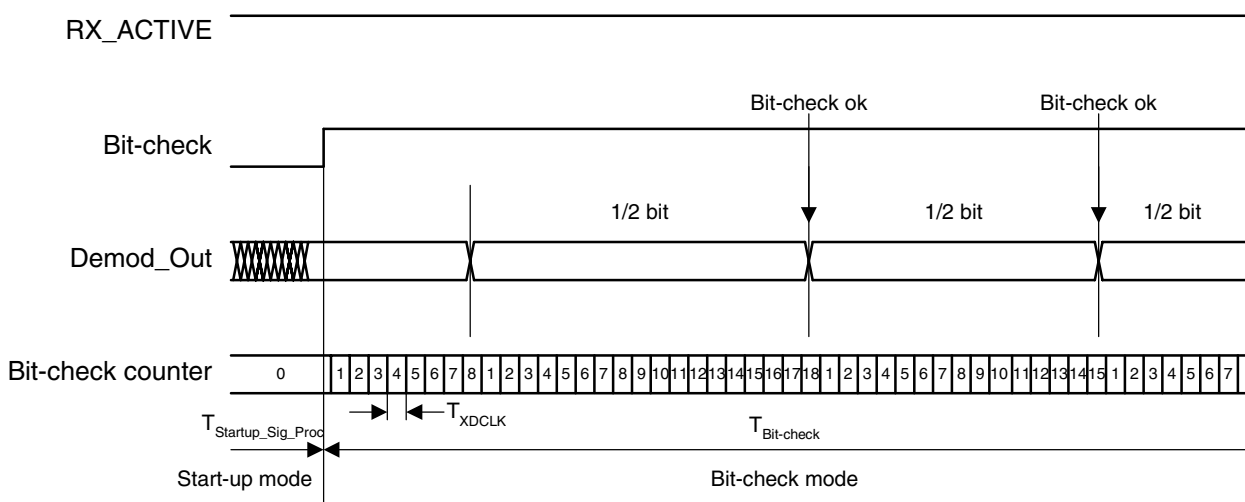 RX_ACTIVE
Bit-check ok Bit-check ok
Bit-check
1/2 bit 1/2 bit 1/2 bit
Demod_Out
Bit-check counter 0 1 2 3 4 5 6 7 8 1 2 3 4 5 6 7 8 9 10 11 12 13 14 15 16 17 18 1 2 3 4 5 6 7 8 9 10 11 12 13 14 15 1 2 3 4 5 6 7
TXDCLK
TStartup_Sig_Proc TBit-check
Start-up mode Bit-check mode